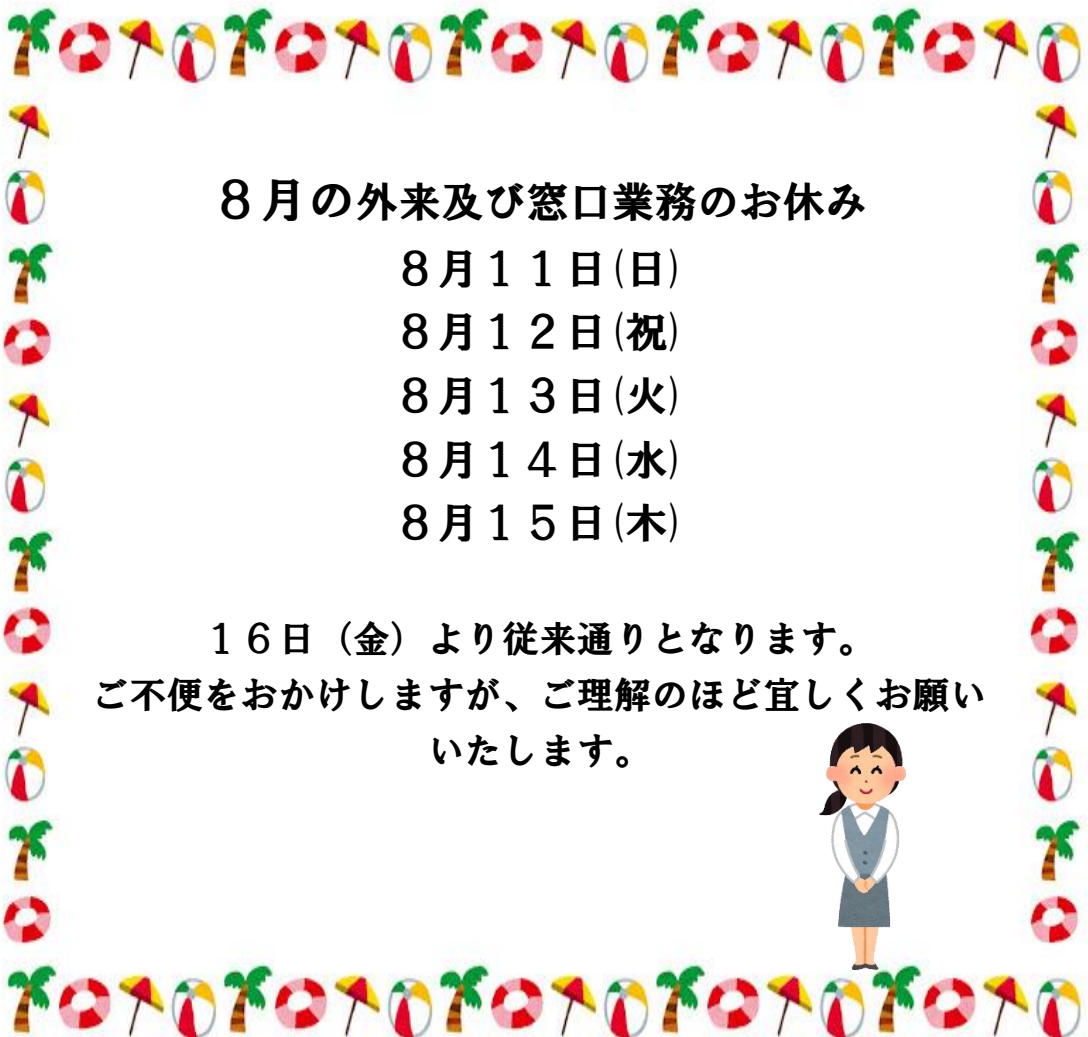 ８月の外来及び窓口業務のお休み
８月１１日(日)
８月１２日(祝)
８月１３日(火)
８月１４日(水)
８月１５日(木)
１６日（金）より従来通りとなります。
ご不便をおかけしますが、ご理解のほど宜しくお願い
いたします。